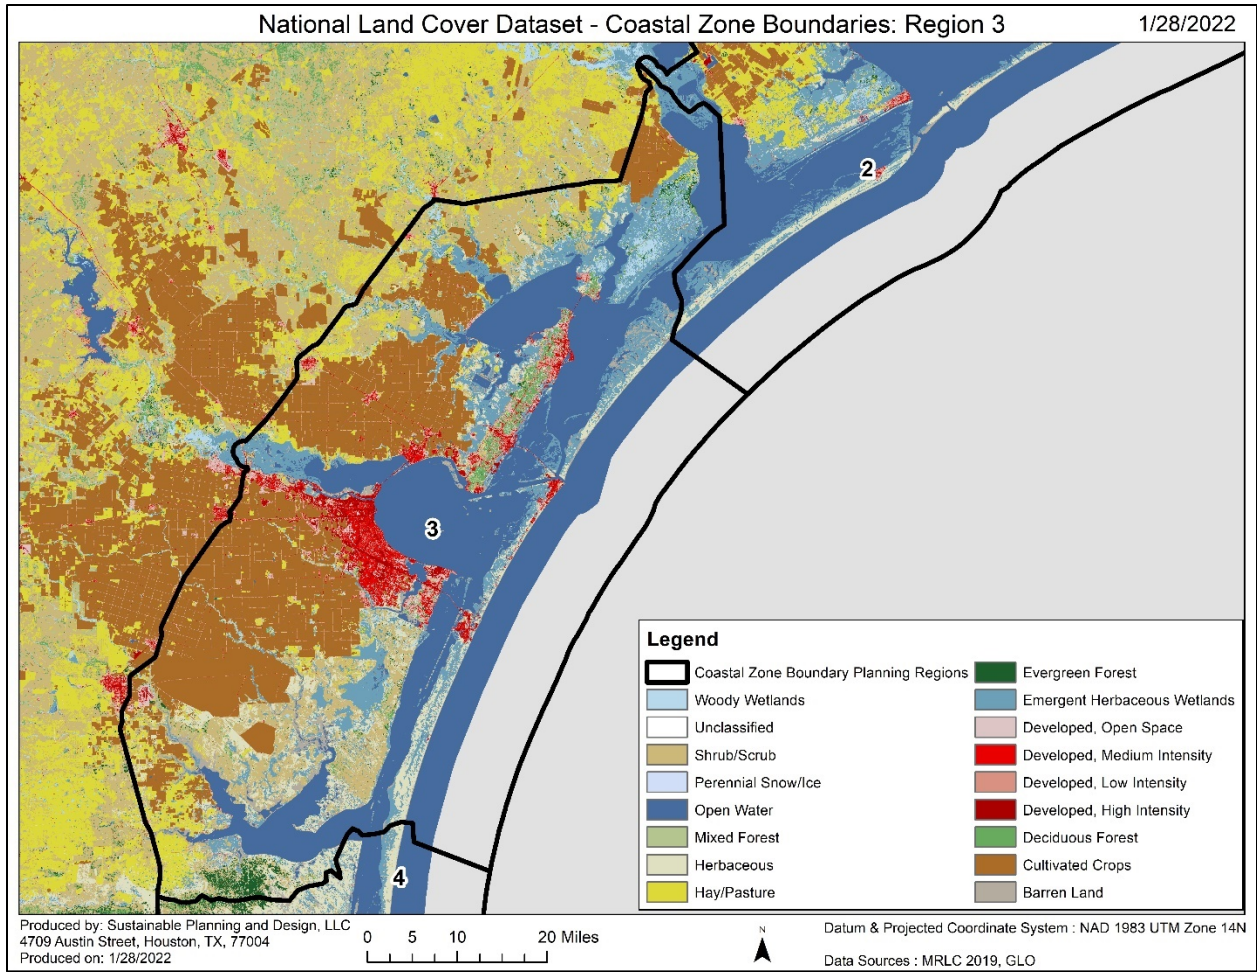 National Land Cover Dataset - Coastal Zone Boundaries: Region 3
1/28/2022
2
3
4
Legend
Coastal Zone Boundary Planning Regions
Woody Wetlands
Unclassified
Shrub/Scrub
Perennial Snow/Ice
Open Water
Mixed Forest
Herbaceous
Hay/Pasture
Evergreen Forest
Emergent Herbaceous Wetlands
Developed, Open Space
Developed, Medium Intensity
Developed, Low Intensity
Developed, High Intensity
Deciduous Forest
Cultivated Crops
Barren Land
Produced by: Sustainable Planning and Design, LLC
4709 Austin Street, Houston, TX, 77004
Produced on: 1/28/2022
0 5 10 20 Miles
N
Datum & Projected Coordinate System : NAD 1983 UTM Zone 14N
Data Sources : MRLC 2019, GLO